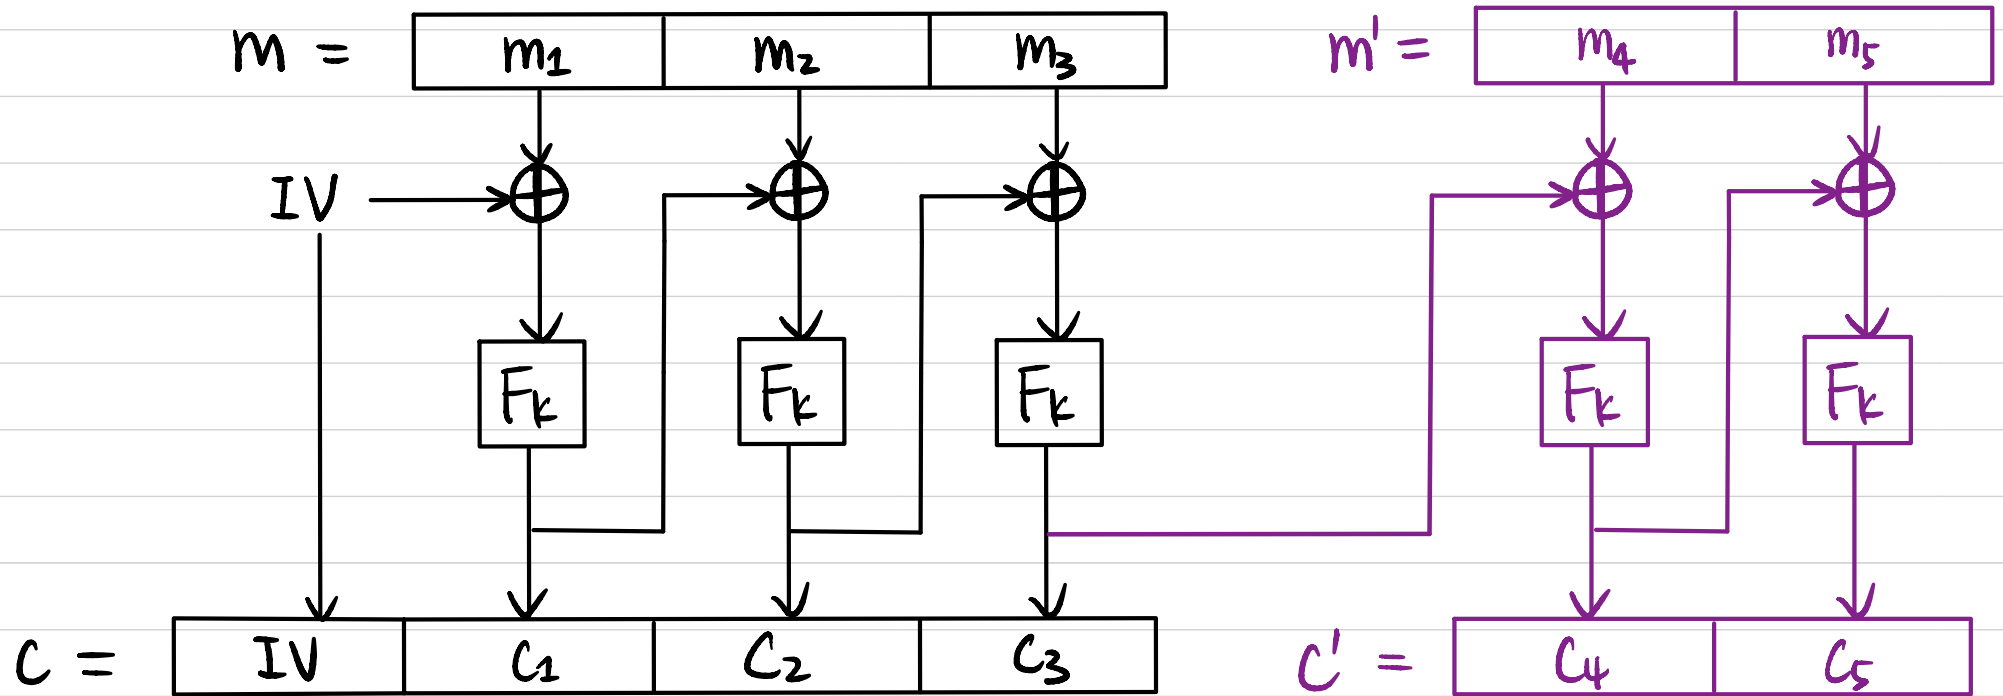 m = m₁ m₂ m₃ m' = m₄ m₅
IV
Fₖ Fₖ Fₖ Fₖ Fₖ
c = IV c₁ c₂ c₃ c' = c₄ c₅